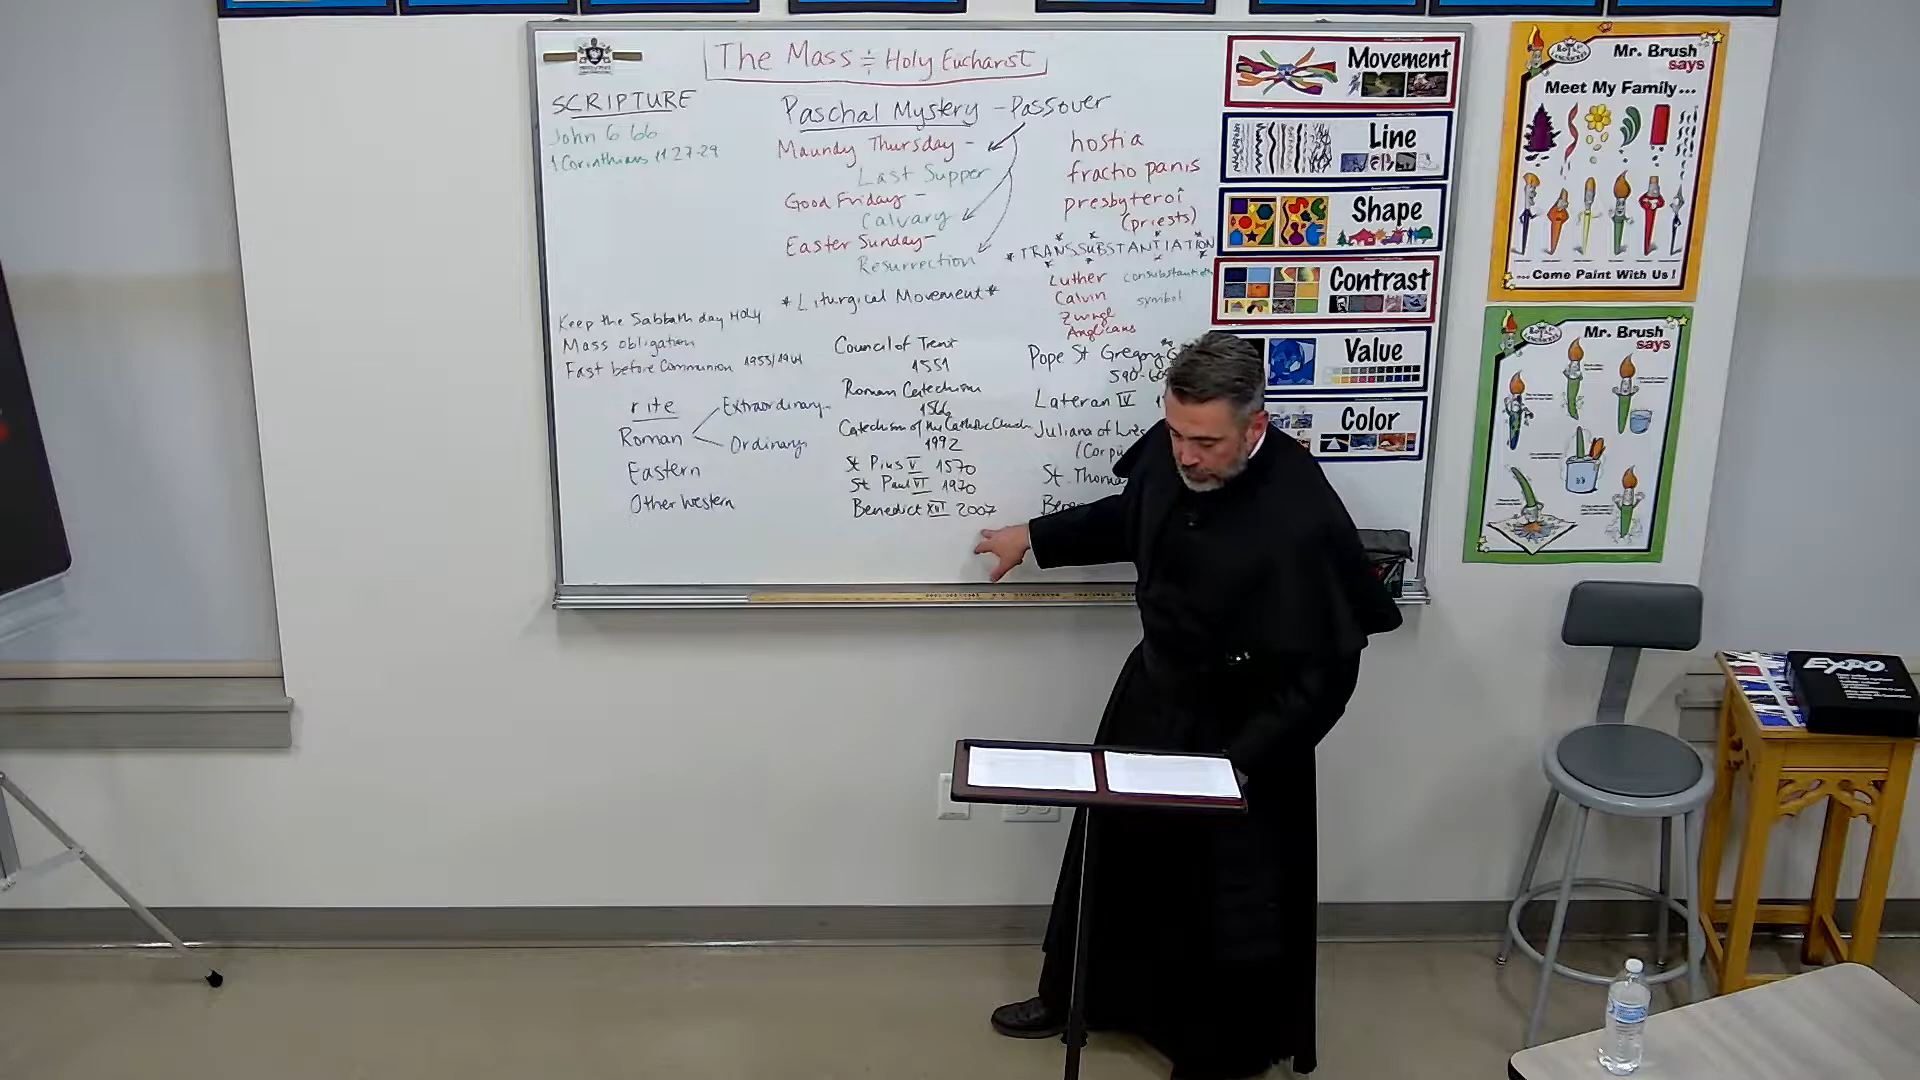 The Mass ÷ Holy Eucharist
SCRIPTURE
John 6 66
1 Corinthians 11 27-29
Keep the Sabbath day Holy
Mass obligation
Fast before Communion 1953/1964
rite
Roman
Extraordinary
Ordinary
Eastern
Other Western
Paschal Mystery - Passover
Maundy Thursday -
Last Supper
Good Friday -
Calvary
Easter Sunday -
Resurrection
*Liturgical Movement*
Council of Trent
1551
Roman Catechism
1566
Catechism of the Catholic Church
1992
St Pius V 1570
St Paul VI 1970
Benedict XVI 2007
hostia
fractio panis
presbyteroi
(priests)
*TRANSSUBSTANTIATION
Luther
Calvin symbol
Zwingli
Anglicans
Pope St Gregory
590-60
Lateran IV
Juliana of
(Corpu
St. Thoma
Movement
Line
Shape
Contrast
Value
Color
Mr. Brush
says
Meet My Family...
... Come Paint With Us!
Mr. Brush
says
EXPO